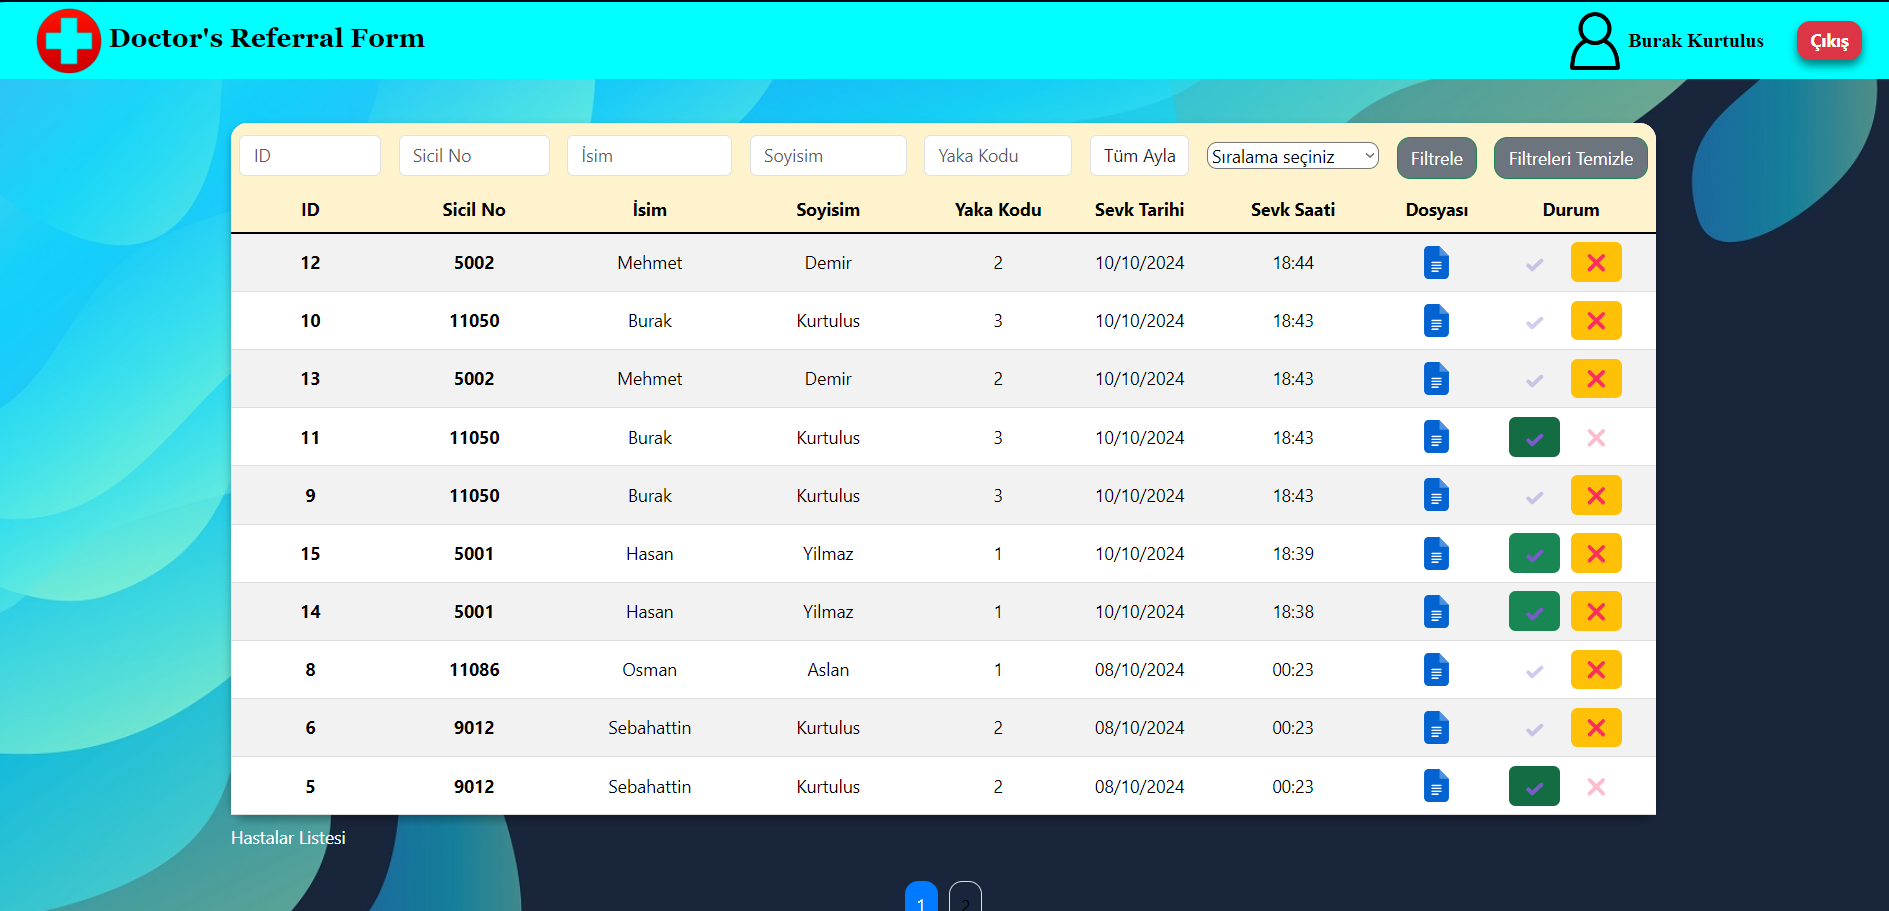 Doctor's Referral Form
Burak Kurtulus
Çıkış
ID Sicil No İsim Soyisim Yaka Kodu Tüm Ayla Sıralama seçiniz Filtrele Filtreleri Temizle
ID Sicil No İsim Soyisim Yaka Kodu Sevk Tarihi Sevk Saati Dosyası Durum
12 5002 Mehmet Demir 2 10/10/2024 18:44
10 11050 Burak Kurtulus 3 10/10/2024 18:43
13 5002 Mehmet Demir 2 10/10/2024 18:43
11 11050 Burak Kurtulus 3 10/10/2024 18:43
9 11050 Burak Kurtulus 3 10/10/2024 18:43
15 5001 Hasan Yilmaz 1 10/10/2024 18:39
14 5001 Hasan Yilmaz 1 10/10/2024 18:38
8 11086 Osman Aslan 1 08/10/2024 00:23
6 9012 Sebahattin Kurtulus 2 08/10/2024 00:23
5 9012 Sebahattin Kurtulus 2 08/10/2024 00:23
Hastalar Listesi
1 2